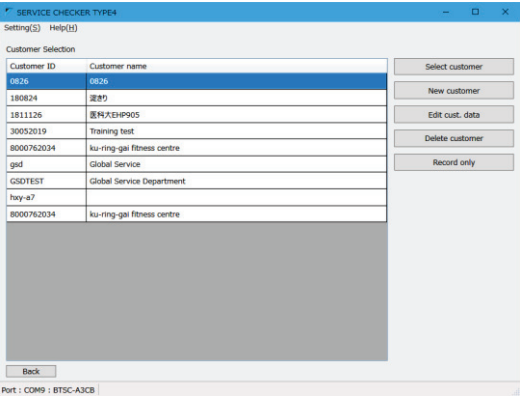 SERVICE CHECKER TYPE4
Setting(S) Help(H)
Customer Selection
Customer ID Customer name
0826 0826
180824 淀きり
1811126 医科大EHP905
30052019 Training test
8000762034 ku-ring-gai fitness centre
gsd Global Service
GSDTEST Global Service Department
hxy-a7
8000762034 ku-ring-gai fitness centre
Select customer
New customer
Edit cust. data
Delete customer
Record only
Back
Port : COM9 : BTSC-A3CB